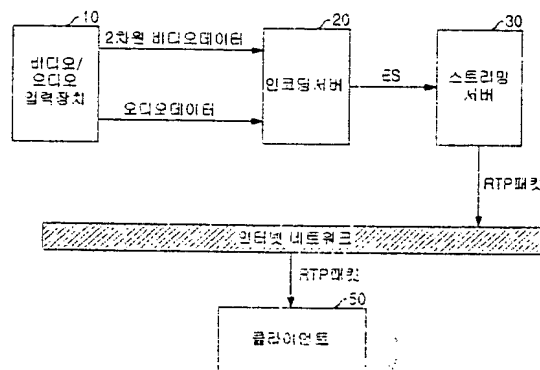 10
비디오/
오디오
입력장치
2차원 비디오데이터
오디오데이터
20
인코딩서버
ES
30
스트리밍
서버
RTP패킷
인터넷 네트워크
RTP패킷
50
클라이언트